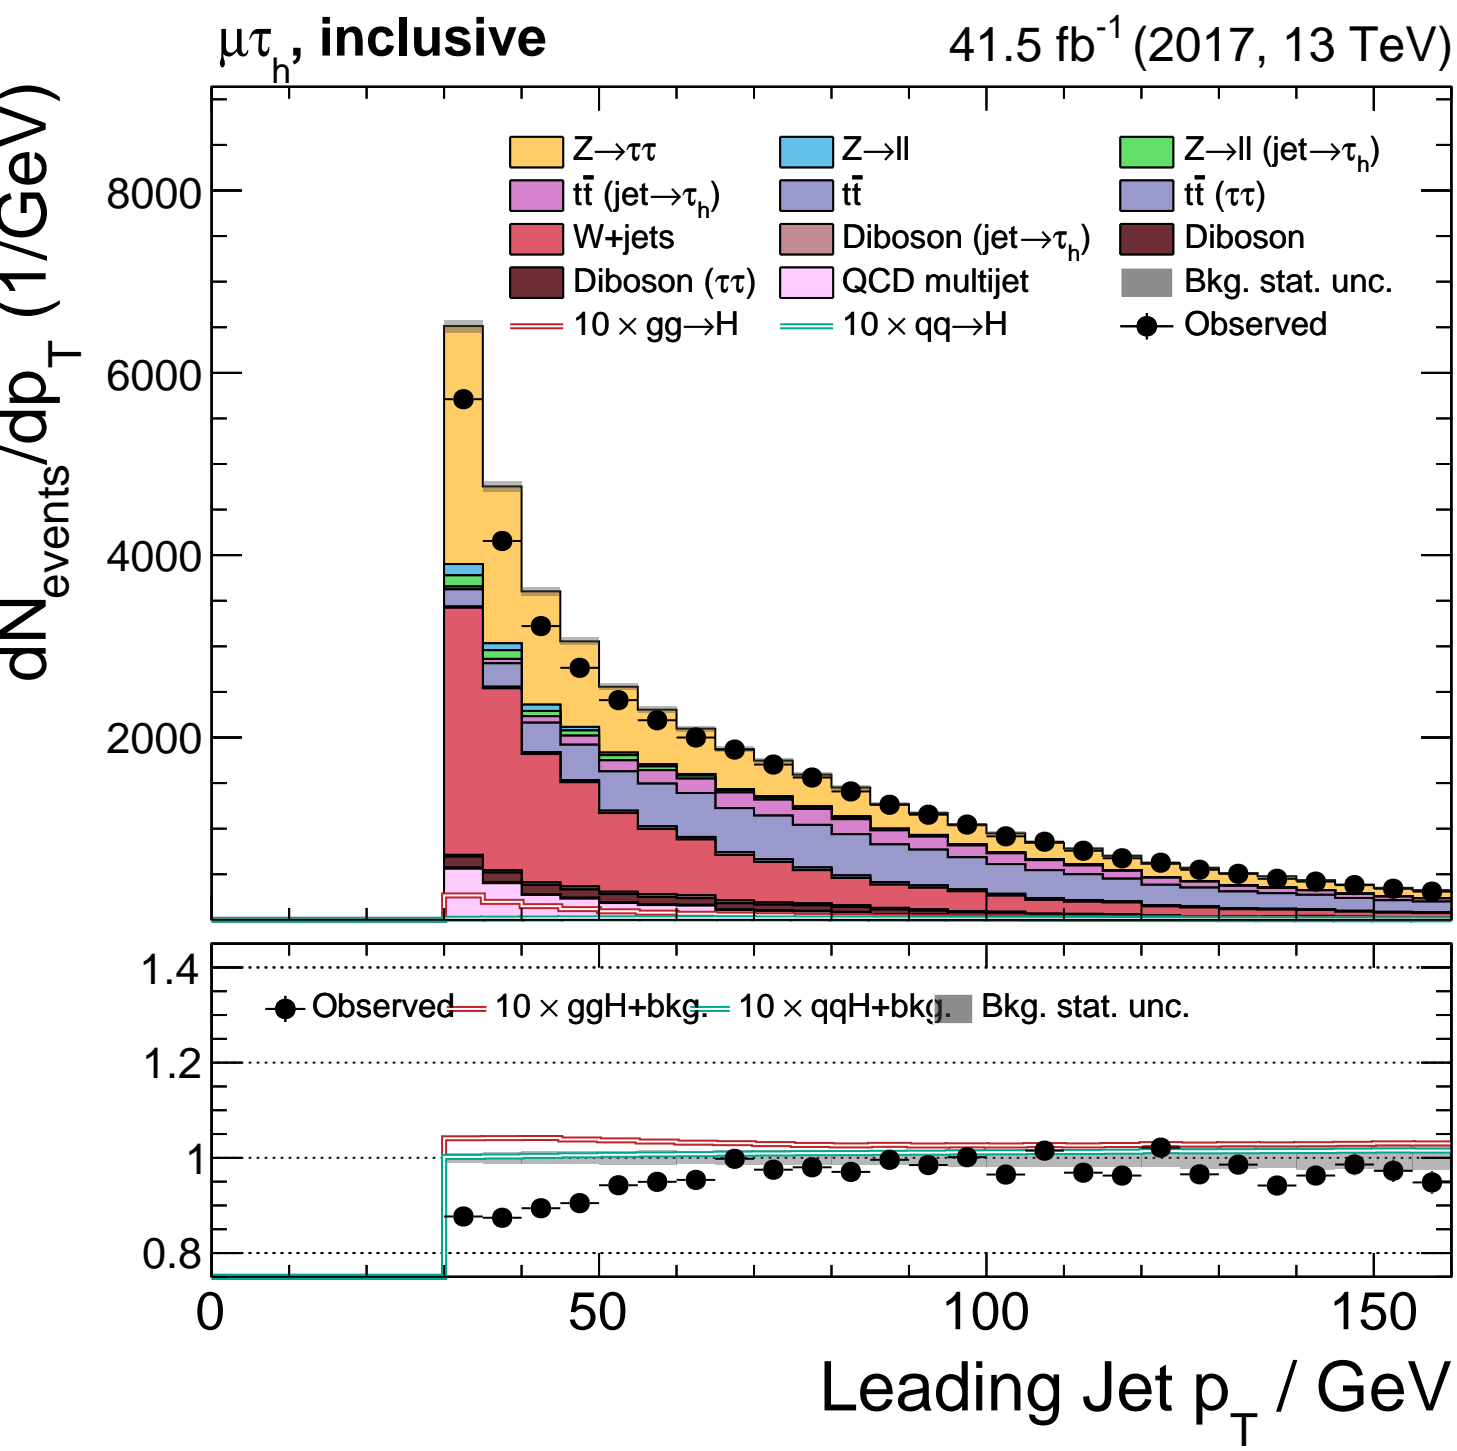 μτh, inclusive
41.5 fb-1 (2017, 13 TeV)
dNevents/dpT (1/GeV)
8000
6000
4000
2000
Z→ττ
Z→ll
Z→ll (jet→τh)
tt̄ (jet→τh)
tt̄
tt̄ (ττ)
W+jets
Diboson (jet→τh)
Diboson
Diboson (ττ)
QCD multijet
Bkg. stat. unc.
10 × gg→H
10 × qq→H
Observed
1.4
1.2
1
0.8
Observed
10 × ggH+bkg.
10 × qqH+bkg.
Bkg. stat. unc.
0
50
100
150
Leading Jet pT / GeV